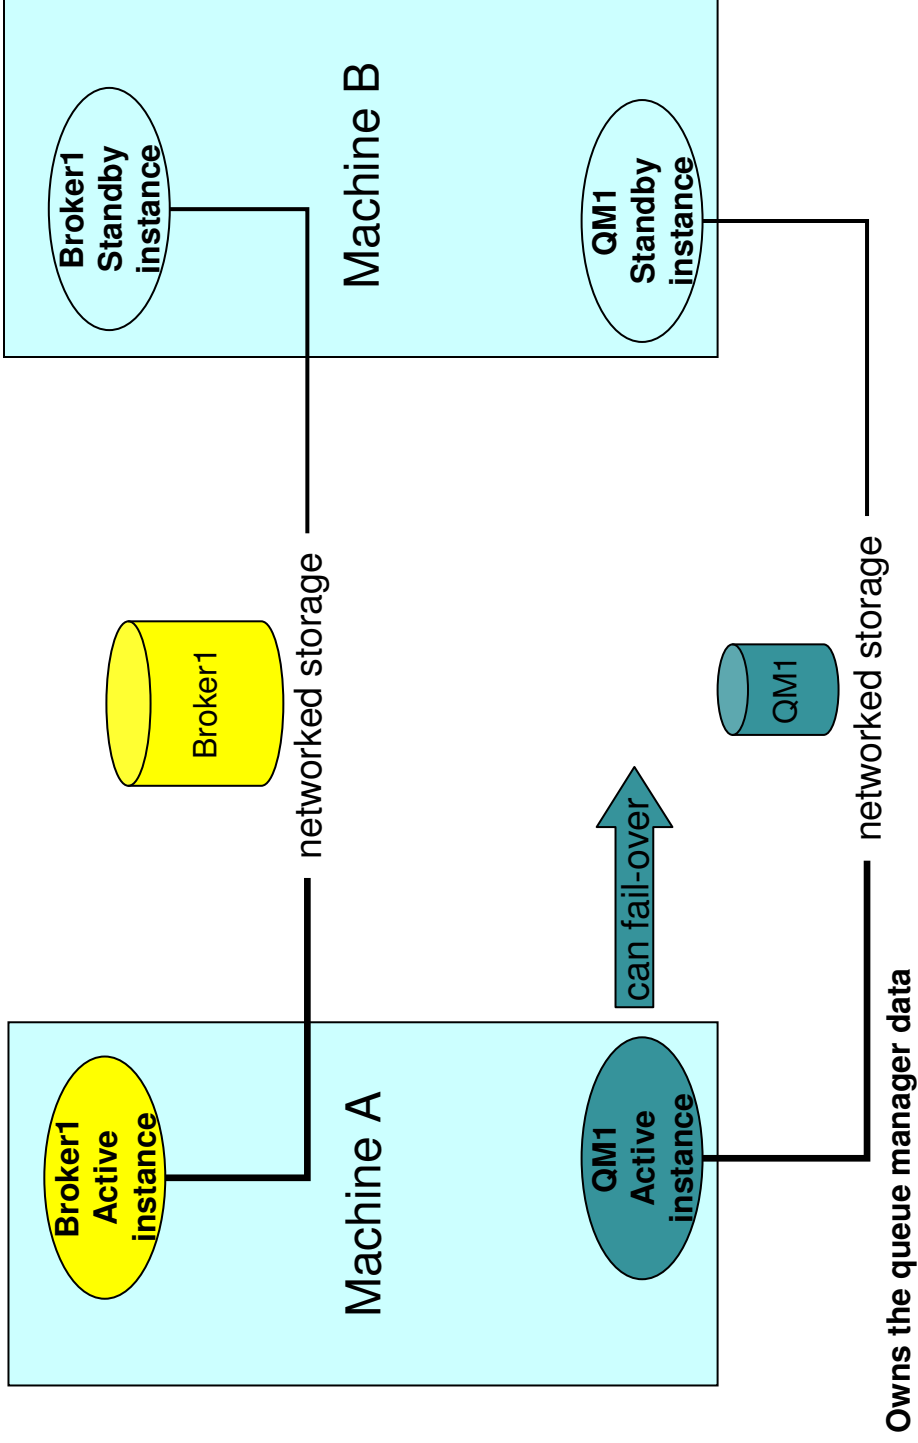 Broker1
Active
instance
Machine A
QM1
Active
instance
can fail-over
Broker1
networked storage
QM1
networked storage
Broker1
Standby
instance
Machine B
QM1
Standby
instance
Owns the queue manager data